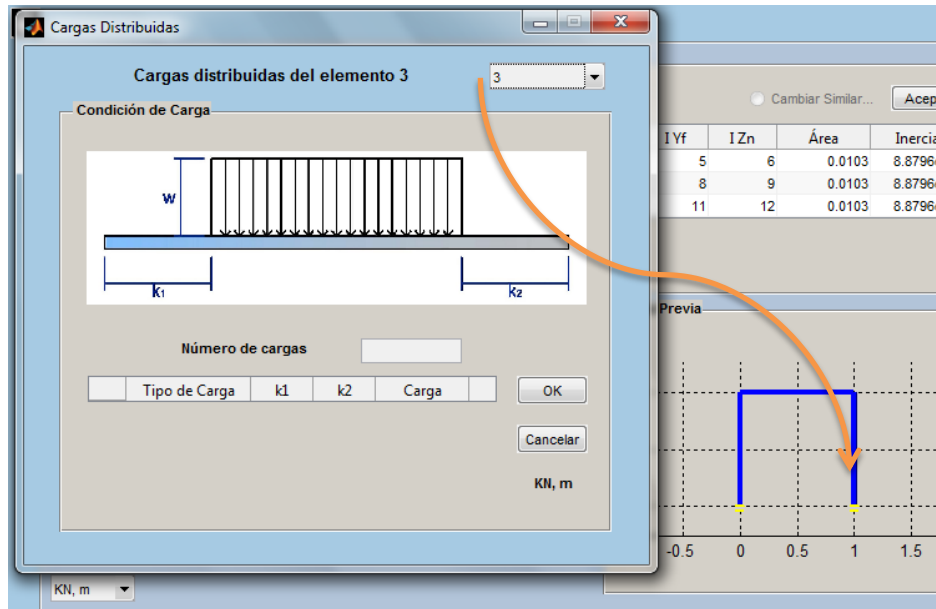 Cargas Distribuidas
Cargas distribuidas del elemento 3
3
Condición de Carga
w
k1
k2
Número de cargas
Tipo de Carga k1 k2 Carga
OK
Cancelar
KN, m
Cambiar Similar...
Acep
I Yf I Zn Área Inercia
5 6 0.0103 8.8796
8 9 0.0103 8.8796
11 12 0.0103 8.8796
Previa
-0.5 0 0.5 1 1.5
KN, m